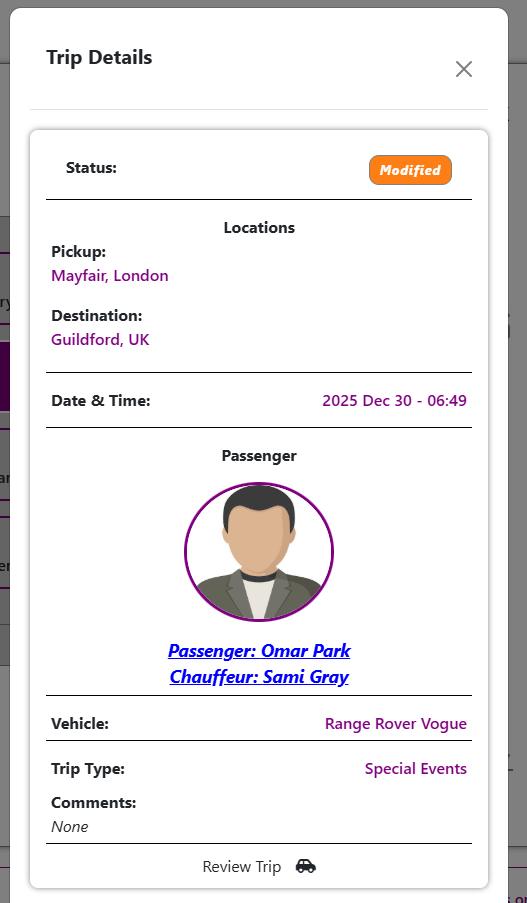 Trip Details
Status:
Modified
Locations
Pickup:
Mayfair, London
Destination:
Guildford, UK
Date & Time:
2025 Dec 30 - 06:49
Passenger
Passenger: Omar Park
Chauffeur: Sami Gray
Vehicle:
Range Rover Vogue
Trip Type:
Special Events
Comments:
None
Review Trip